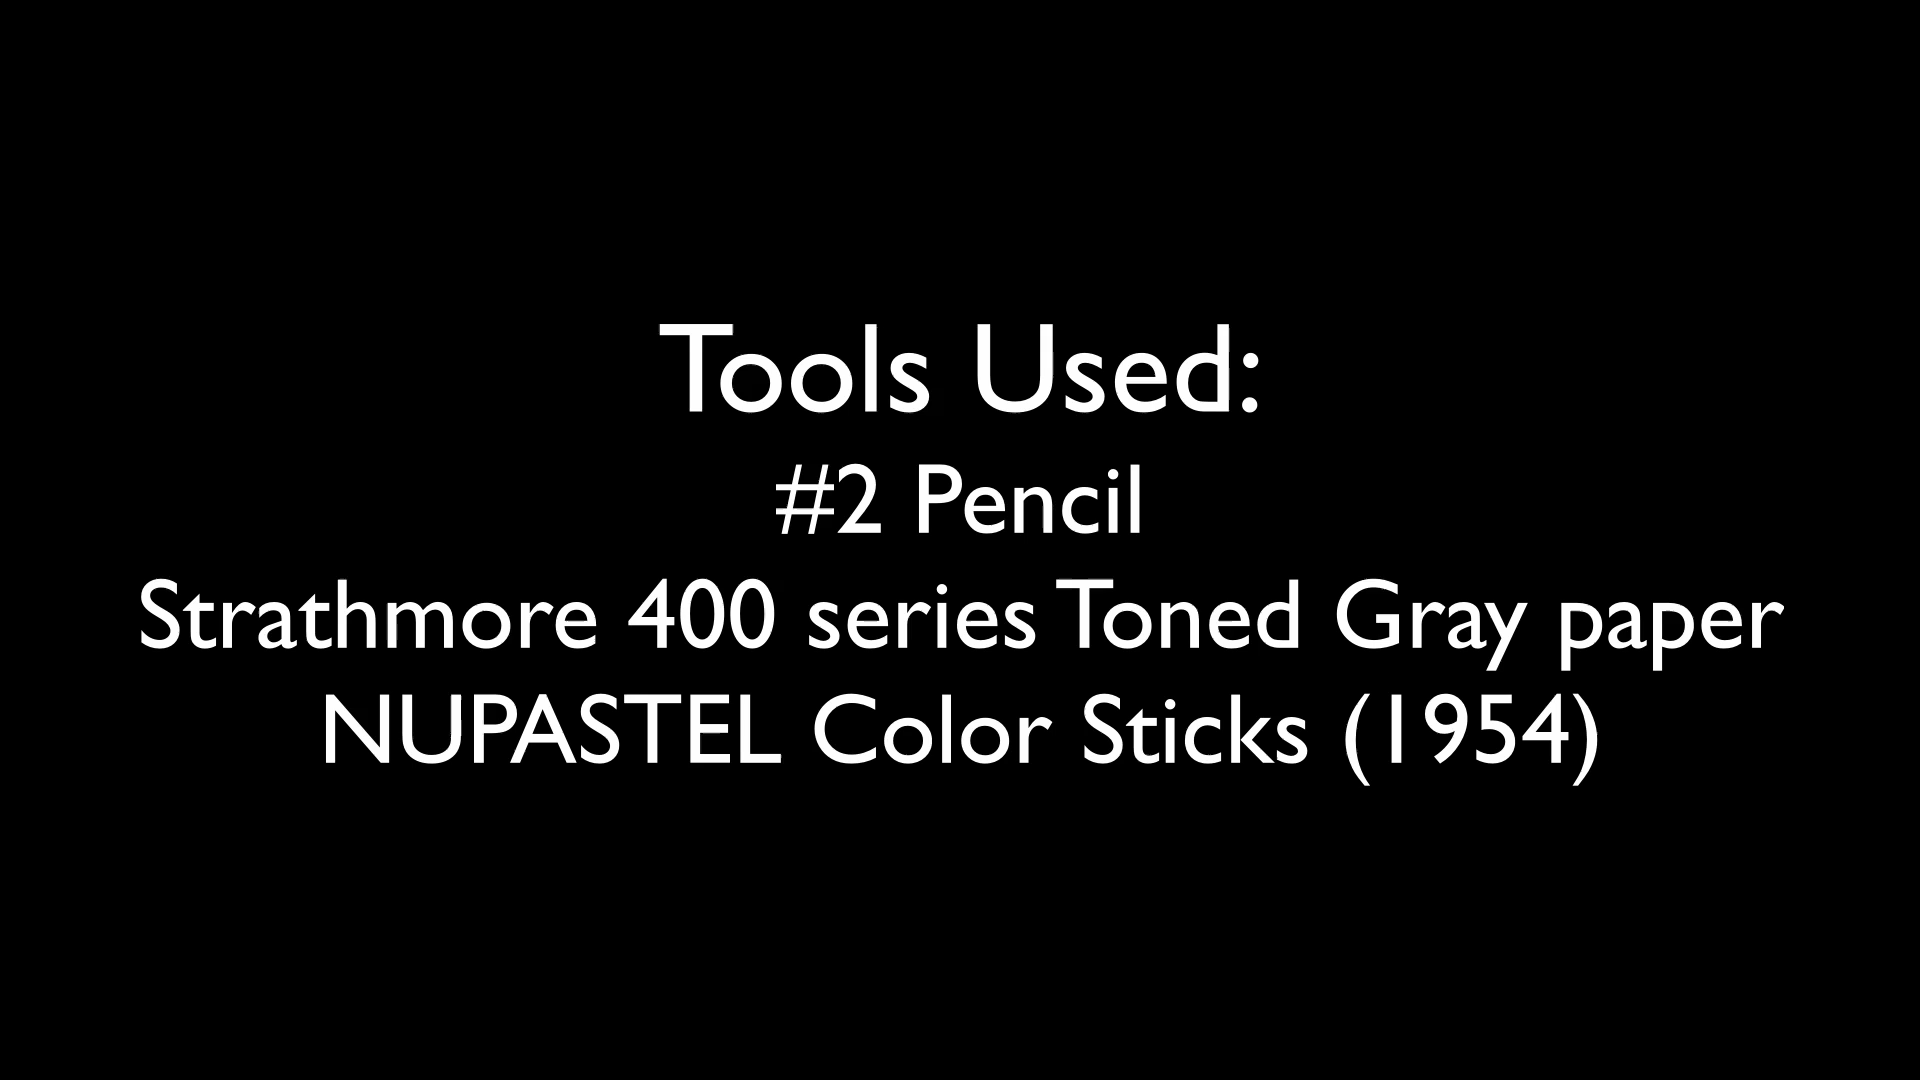 Tools Used:
#2 Pencil
Strathmore 400 series Toned Gray paper
NUPASTEL Color Sticks (1954)